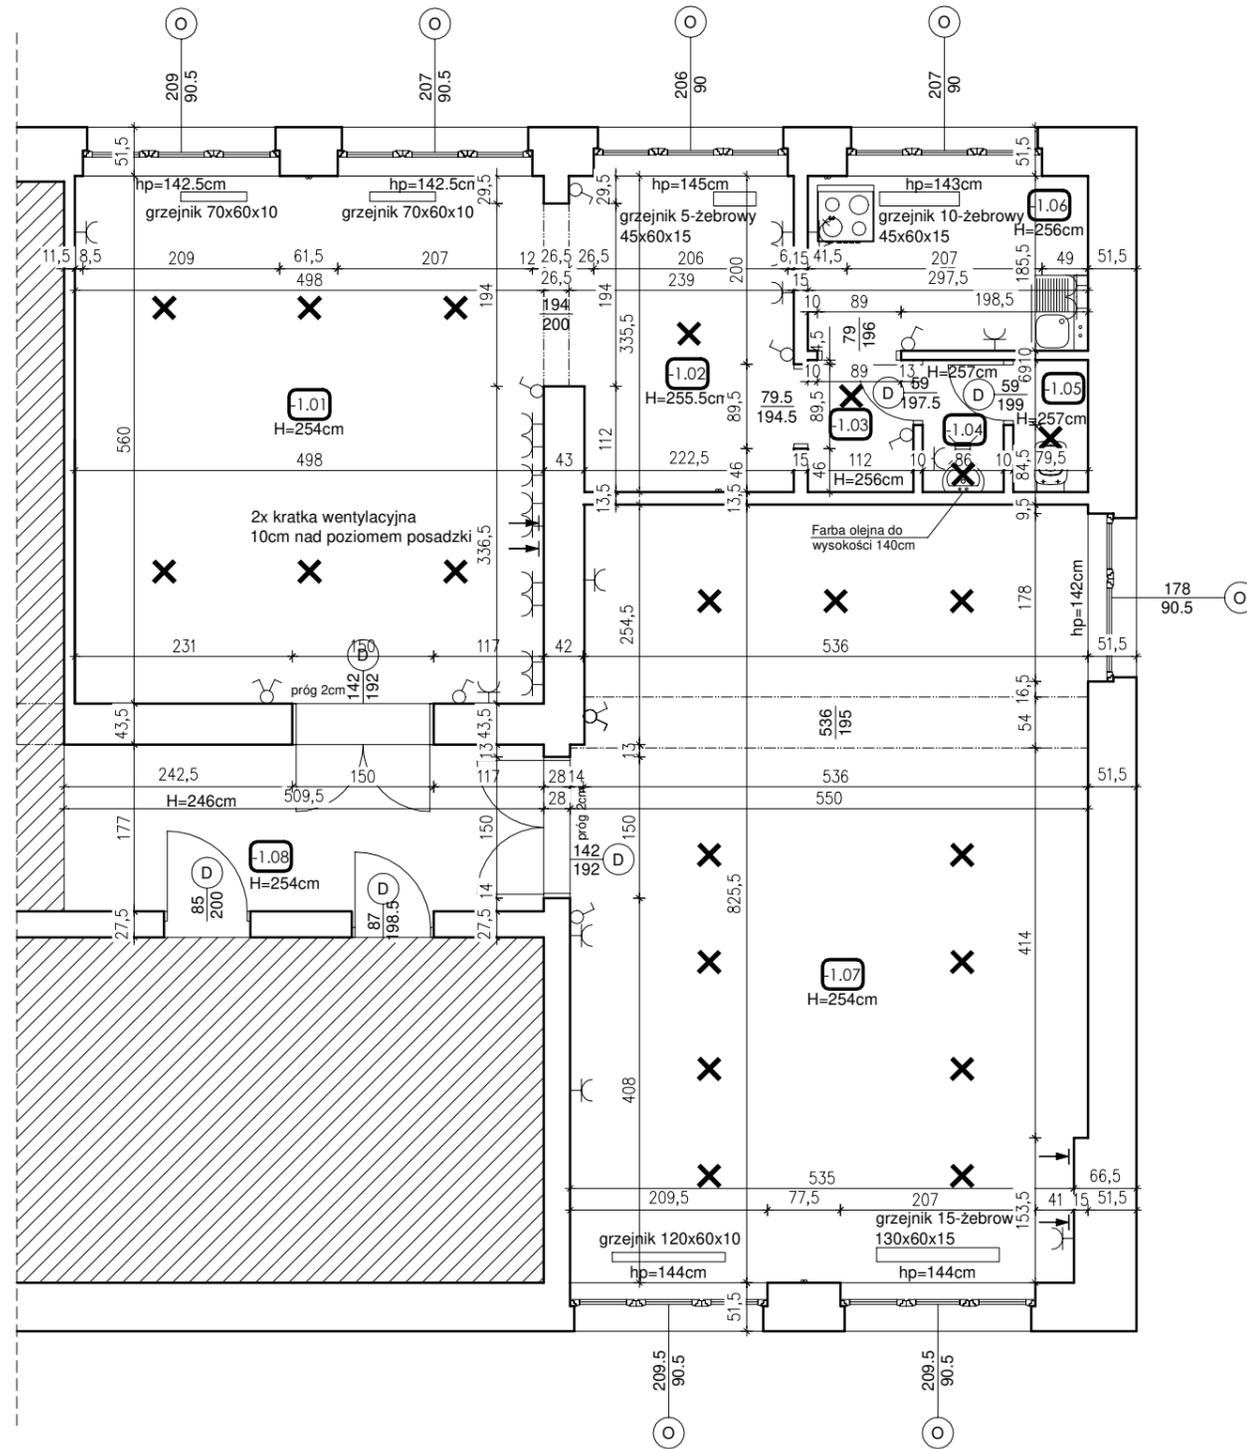 O O O O
209 207 206 207
90.5 90.5 90 90
51,5 51,5
hp=142.5cm hp=142.5cm 29,5 29,5 hp=145cm hp=143cm -1.06
grzejnik 70x60x10 grzejnik 70x60x10 grzejnik 5-żebrowy grzejnik 10-żebrowy H=256cm
45x60x15 45x60x15
185,5
11,5 8,5 209 61,5 207 12 26,5 26,5 206 6,15 41,5 207 49 51,5
498 26,5 239 200 15 297,5
194 194 194 10 89 198,5
200
335,5 79 196 4,5
-1.02 10 89 13 H=257cm 6910
-1.01 H=255.5cm 79.5 D 59 D 59 -1.05
H=254cm 194.5 197.5 199 H=257cm
560 89,5 89,5 -1.03 -1.04
112
498 43 222,5 46 15 46 112 10 86 10 84,5 79,5
H=256cm
13,5 13,5 9,5
2x kratka wentylacyjna
10cm nad poziomem posadzki
336,5
Farba olejna do
wysokości 140cm
178
90.5
O
hp=142cm
178
254,5
231 150 117 42 536 51,5
D
próg 2cm 142 192
16,5
43,5 43,5 536 195 54
13 13
242,5 150 117 28 14 536 51,5
H=246cm 509,5 28 550
próg 2cm
177 150 150
-1.08 142 D
H=254cm 192
D D
85 200 87 198.5
14
27,5 27,5
825,5
414
-1.07
H=254cm
408
535 66,5
209,5 77,5 207 153,5 41 15 51,5
grzejnik 15-żebrow
grzejnik 120x60x10 130x60x15
hp=144cm hp=144cm
51,5
209.5 209.5
90.5 90.5
O O